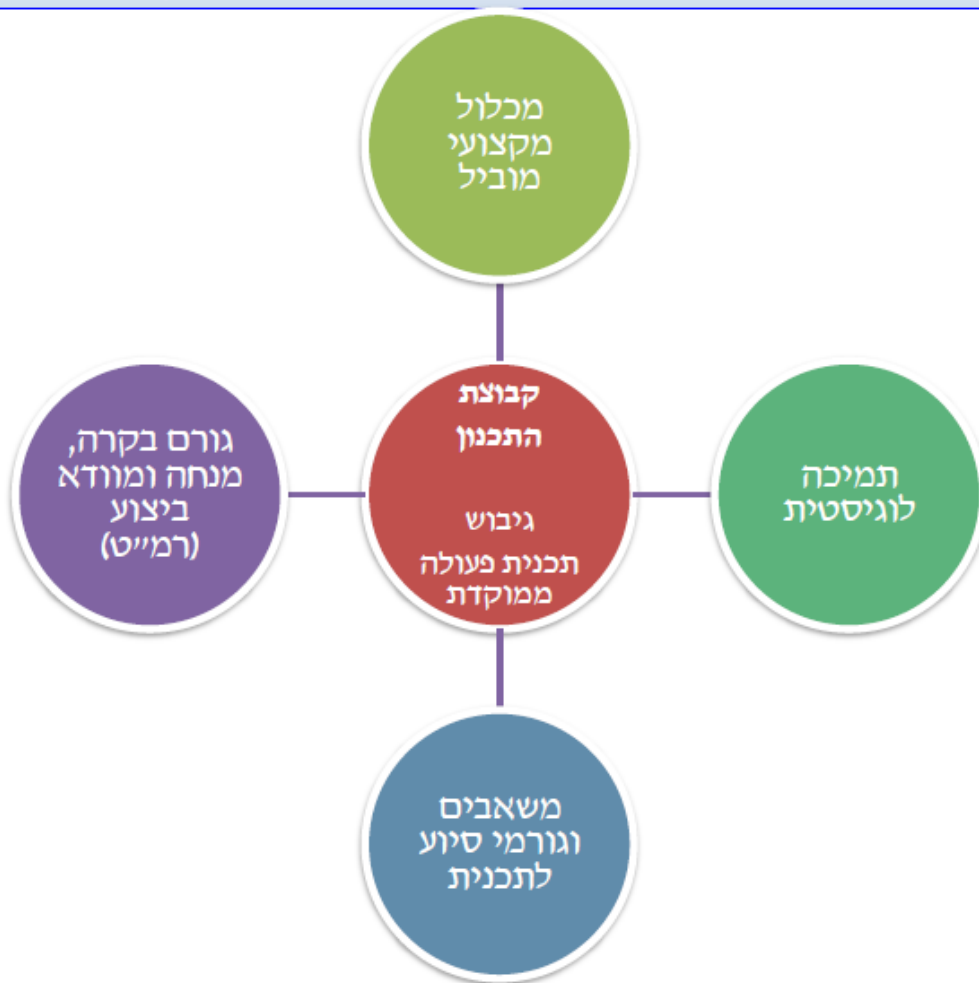 מכלול
מקצועי
מוביל
קבוצת
התכנון
גיבוש
תכנית פעולה
ממוקדת
תמיכה
לוגיסטית
גורם בקרה,
מנחה ומוודא
ביצוע
(רמ״ט)
משאבים
וגורמי סיוע
לתכנית